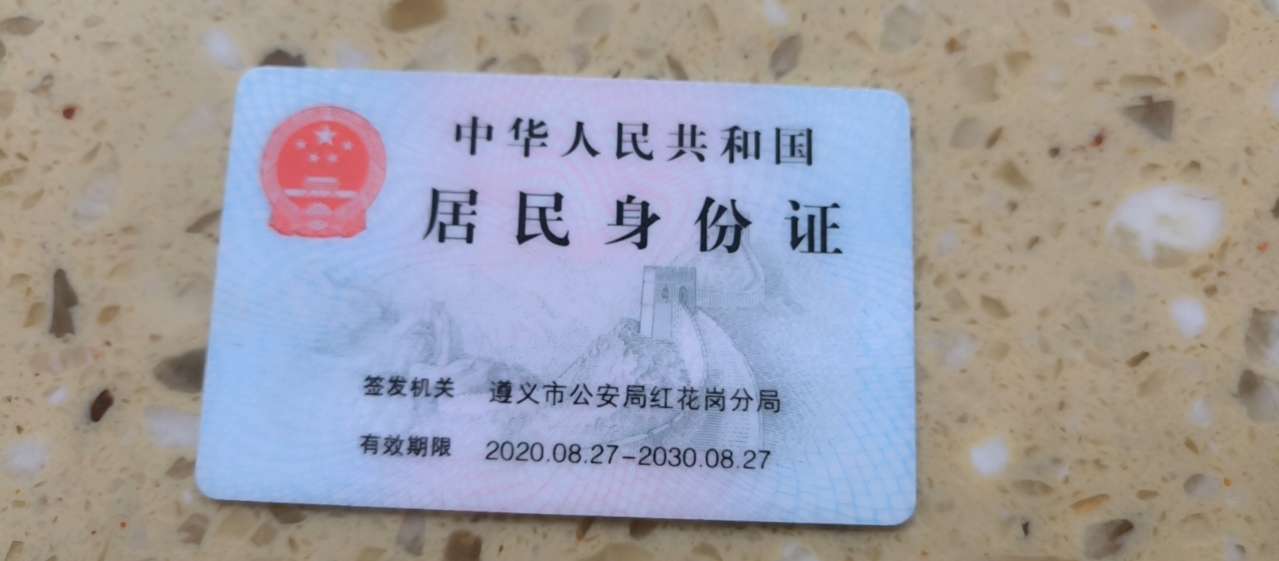 中华人民共和国
居民身份证
签发机关 遵义市公安局红花岗分局
有效期限 2020.08.27-2030.08.27